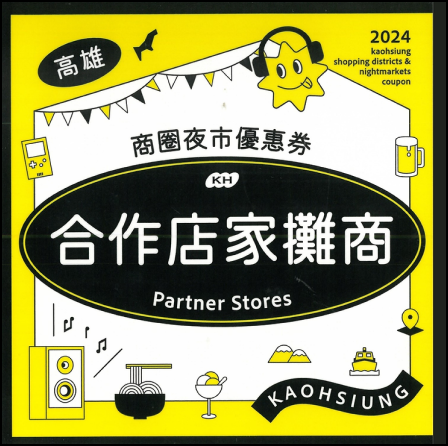 高雄
2024
kaohsiung
shopping districts &
nightmarkets
coupon
商圈夜市優惠券
KH
合作店家攤商
Partner Stores
KAOHSIUNG